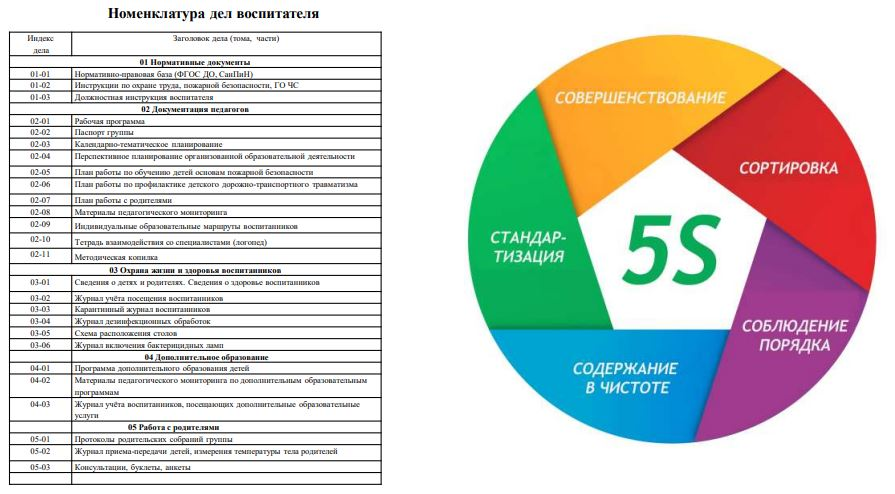 Номенклатура дел воспитателя
Индекс дела Заголовок дела (тома, части)
01 Нормативные документы
01-01 Нормативно-правовая база (ФГОС ДО, СанПиН)
01-02 Инструкции по охране труда, пожарной безопасности, ГО ЧС
01-03 Должностная инструкция воспитателя
02 Документация педагогов
02-01 Рабочая программа
02-02 Паспорт группы
02-03 Календарно-тематическое планирование
02-04 Перспективное планирование организованной образовательной деятельности
02-05 План работы по обучению детей основам пожарной безопасности
02-06 План работы по профилактике детского дорожно-транспортного травматизма
02-07 План работы с родителями
02-08 Материалы педагогического мониторинга
02-09 Индивидуальные образовательные маршруты воспитанников
02-10 Тетрадь взаимодействия со специалистами (логопед)
02-11 Методическая копилка
03 Охрана жизни и здоровья воспитанников
03-01 Сведения о детях и родителях. Сведения о здоровье воспитанников
03-02 Журнал учёта посещения воспитанников
03-03 Карантинный журнал воспитанников
03-04 Журнал дезинфекционных обработок
03-05 Схема расположения столов
03-06 Журнал включения бактерицидных ламп
04 Дополнительное образование
04-01 Программа дополнительного образования детей
04-02 Материалы педагогического мониторинга по дополнительным образовательным
программам
04-03 Журнал учёта воспитанников, посещающих дополнительные образовательные
услуги
05 Работа с родителями
05-01 Протоколы родительских собраний группы
05-02 Журнал приема-передачи детей, измерения температуры тела родителей
05-03 Консультации, буклеты, анкеты
СОВЕРШЕНСТВОВАНИЕ
СОРТИРОВКА
СТАНДАР-
ТИЗАЦИЯ
5S
СОБЛЮДЕНИЕ
ПОРЯДКА
СОДЕРЖАНИЕ
В ЧИСТОТЕ